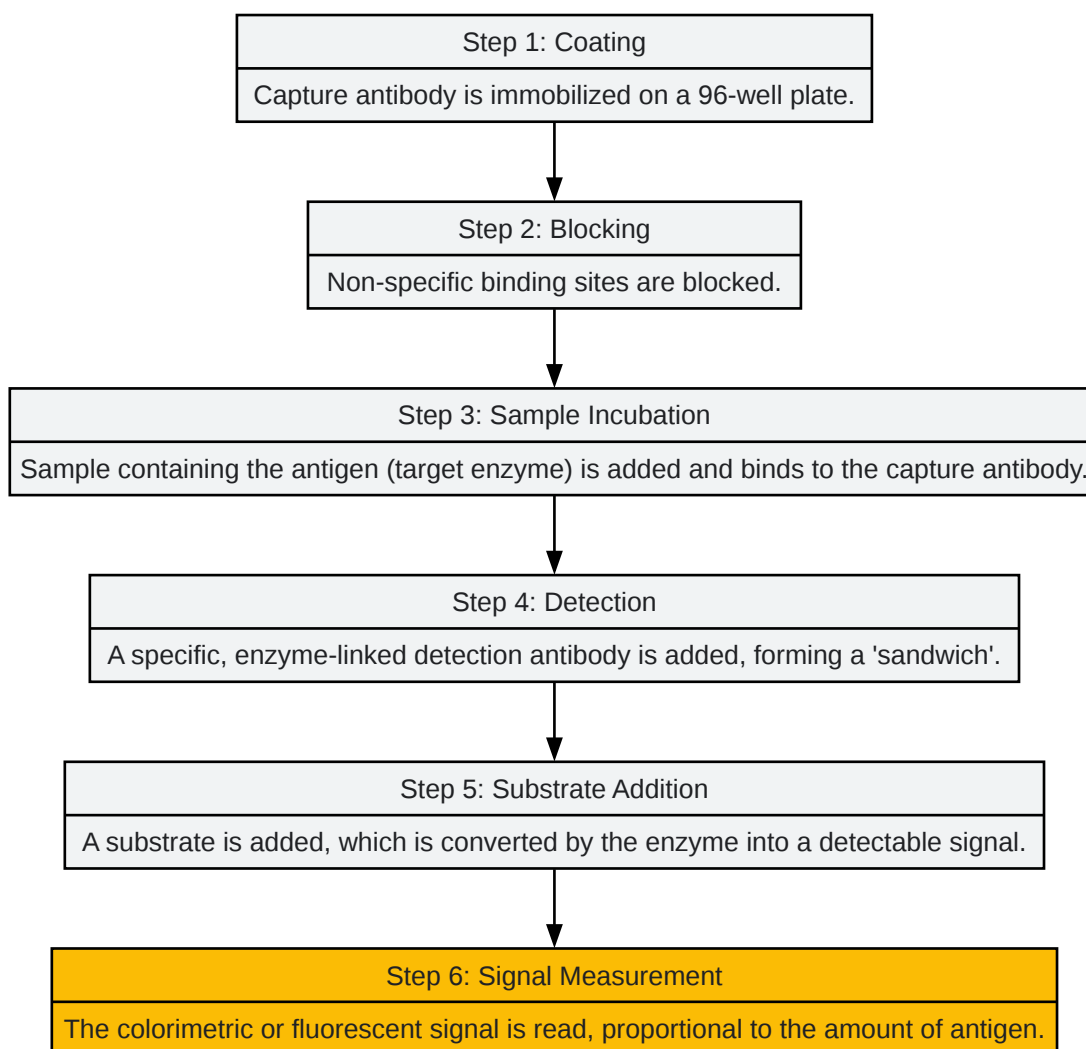 Step 1: Coating
Capture antibody is immobilized on a 96-well plate.
Step 2: Blocking
Non-specific binding sites are blocked.
Step 3: Sample Incubation
Sample containing the antigen (target enzyme) is added and binds to the capture antibody.
Step 4: Detection
A specific, enzyme-linked detection antibody is added, forming a 'sandwich'.
Step 5: Substrate Addition
A substrate is added, which is converted by the enzyme into a detectable signal.
Step 6: Signal Measurement
The colorimetric or fluorescent signal is read, proportional to the amount of antigen.